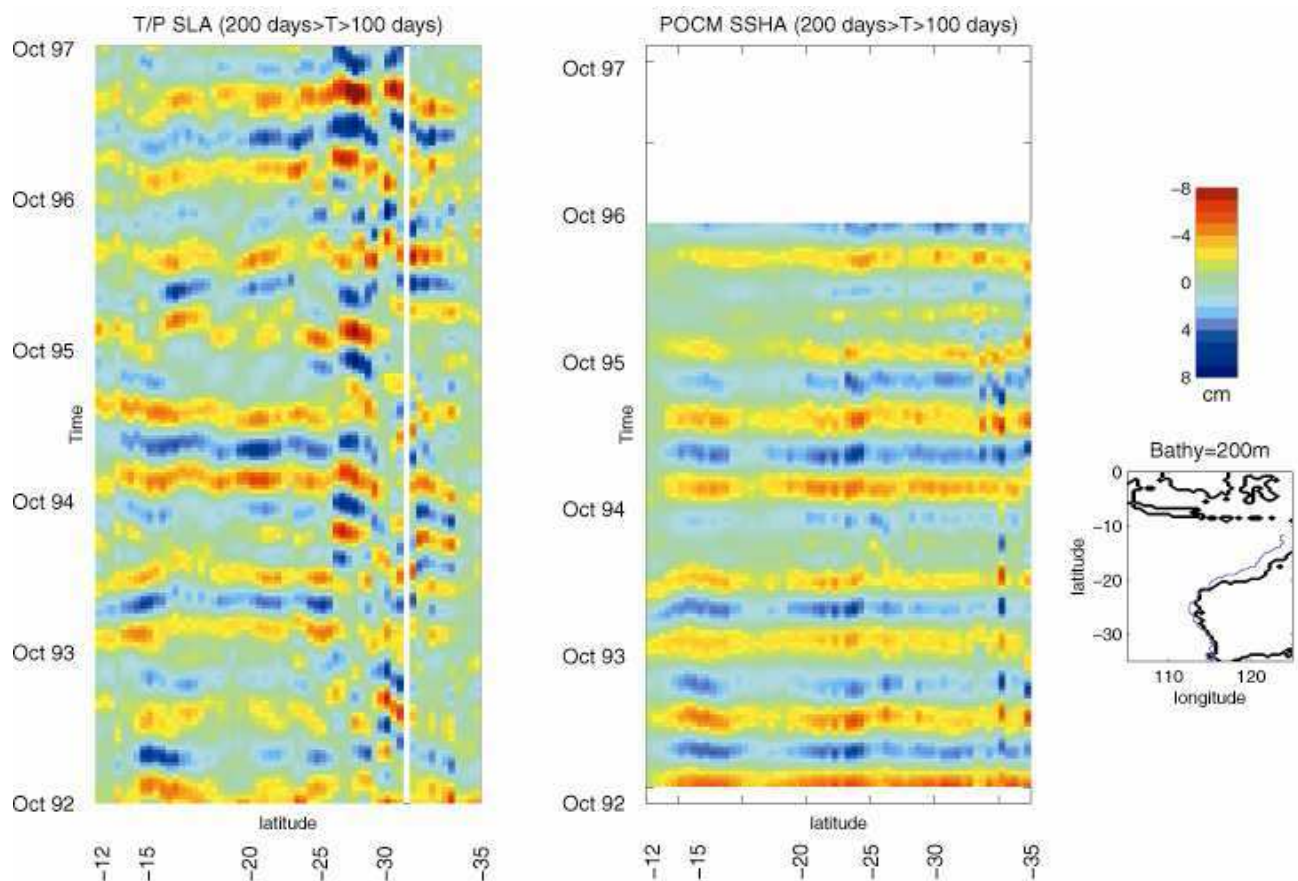 T/P SLA (200 days>T>100 days)
Oct 97
Oct 96
Oct 95
Oct 94
Oct 93
Oct 92
Time
latitude
−12
−15
−20
−25
−30
−35
POCM SSHA (200 days>T>100 days)
Oct 97
Oct 96
Oct 95
Oct 94
Oct 93
Oct 92
Time
latitude
−12
−15
−20
−25
−30
−35
−8
−4
0
4
8
cm
Bathy=200m
0
−10
−20
−30
latitude
110
120
longitude